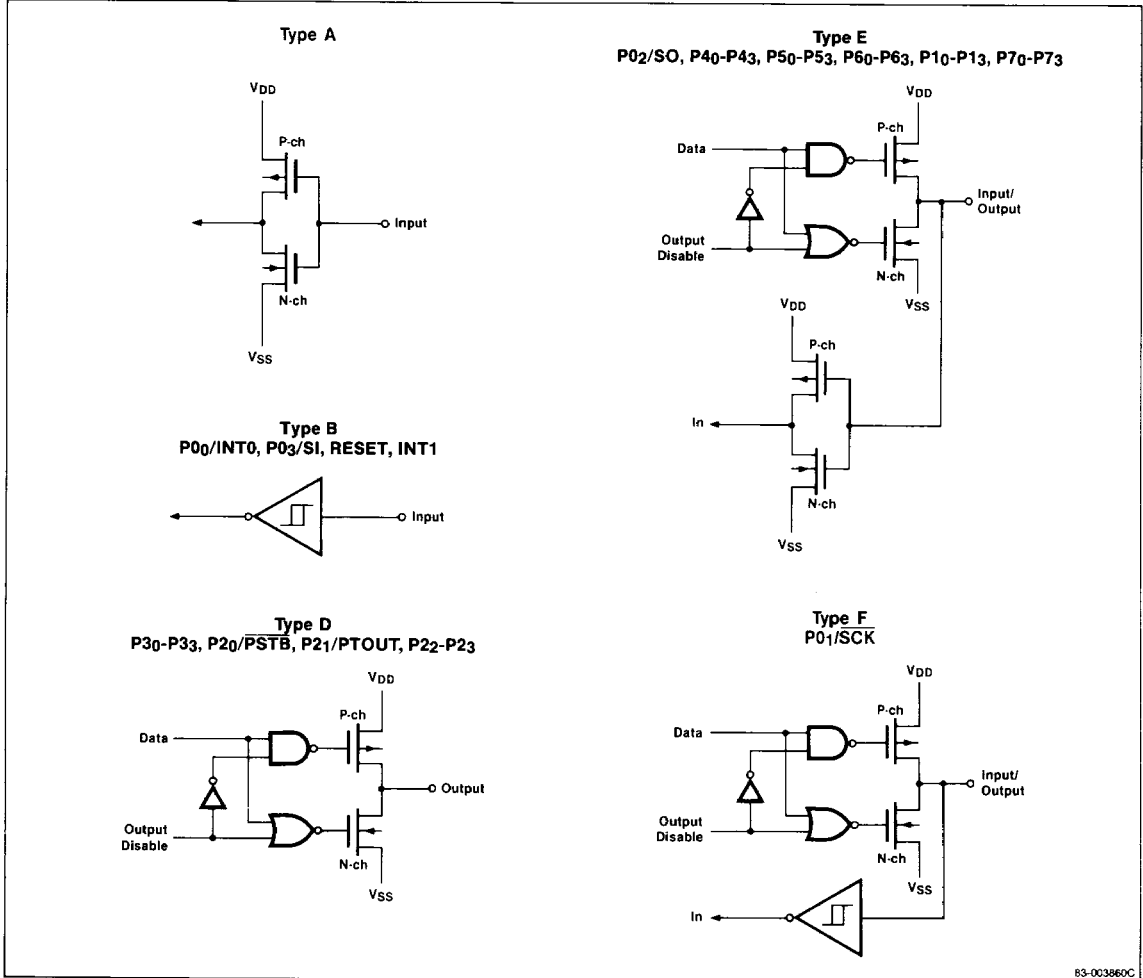 Type A
VDD
P-ch
Input
N-ch
VSS
Type B
P00/INT0, P03/SI, RESET, INT1
Input
Type D
P30-P33, P20/PSTB, P21/PTOUT, P22-P23
VDD
P-ch
Data
Output
Output
Disable
N-ch
VSS
Type E
P02/SO, P40-P43, P50-P53, P60-P63, P10-P13, P70-P73
VDD
P-ch
Data
Input/
Output
Output
Disable
N-ch
VSS
VDD
P-ch
In
N-ch
VSS
Type F
P01/SCK
VDD
P-ch
Data
Input/
Output
Output
Disable
N-ch
VSS
In
83-003860C